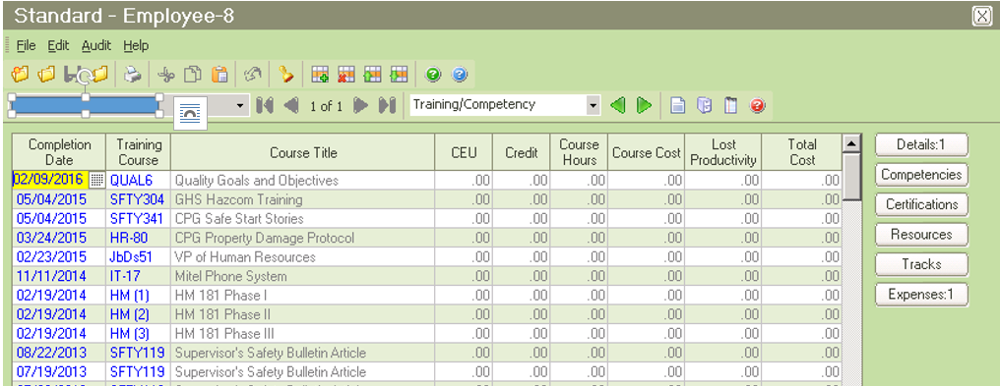 Standard - Employee-8
File Edit Audit Help
1 of 1 Training/Competency
Completion Date Training Course Course Title CEU Credit Course Hours Course Cost Lost Productivity Total Cost
02/09/2016 QUAL6 Quality Goals and Objectives .00 .00 .00 .00 .00 .00
05/04/2015 SFTY304 GHS Hazcom Training .00 .00 .00 .00 .00 .00
05/04/2015 SFTY341 CPG Safe Start Stories .00 .00 .00 .00 .00 .00
03/24/2015 HR-80 CPG Property Damage Protocol .00 .00 .00 .00 .00 .00
02/23/2015 JbDs51 VP of Human Resources .00 .00 .00 .00 .00 .00
11/11/2014 IT-17 Mitel Phone System .00 .00 .00 .00 .00 .00
02/19/2014 HM (1) HM 181 Phase I .00 .00 .00 .00 .00 .00
02/19/2014 HM (2) HM 181 Phase II .00 .00 .00 .00 .00 .00
02/19/2014 HM (3) HM 181 Phase III .00 .00 .00 .00 .00 .00
08/22/2013 SFTY119 Supervisor's Safety Bulletin Article .00 .00 .00 .00 .00 .00
07/19/2013 SFTY119 Supervisor's Safety Bulletin Article .00 .00 .00 .00 .00 .00
Details:1
Competencies
Certifications
Resources
Tracks
Expenses:1